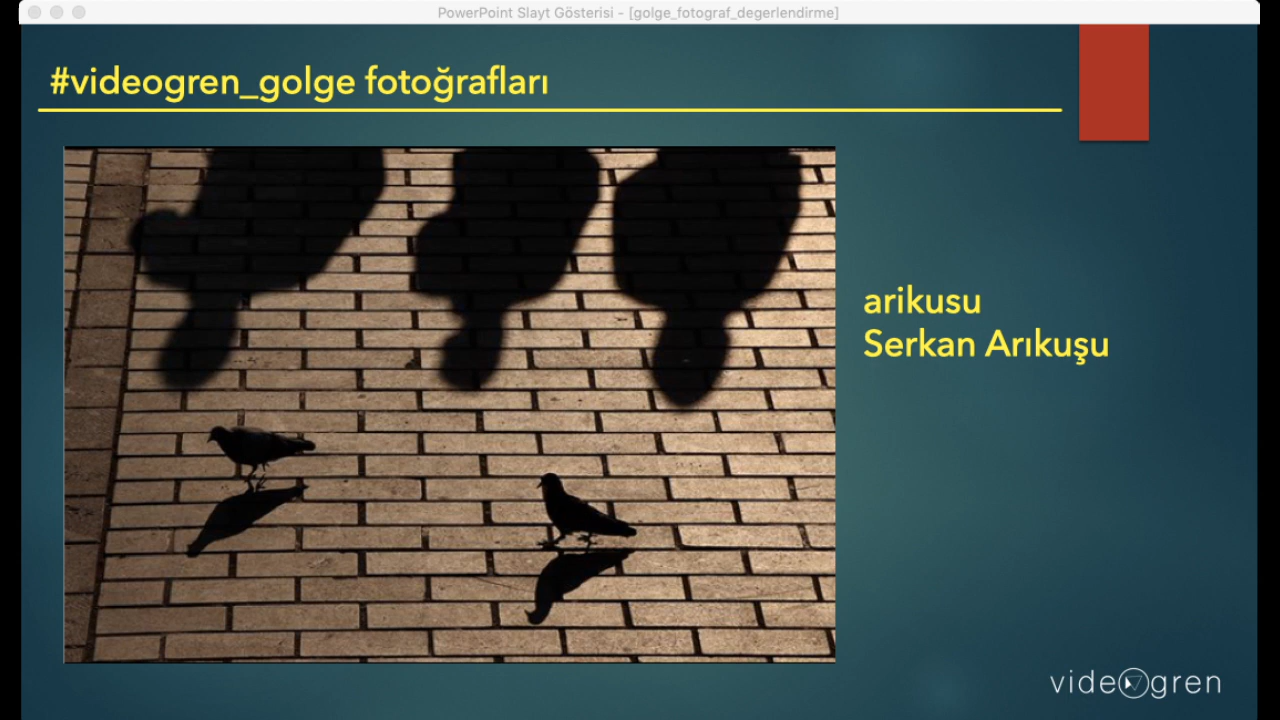 PowerPoint Slayt Gösterisi - [golge_fotograf_degerlendirme]
#videogren_golge fotoğrafları
arikusu
Serkan Arıkuşu
videogren